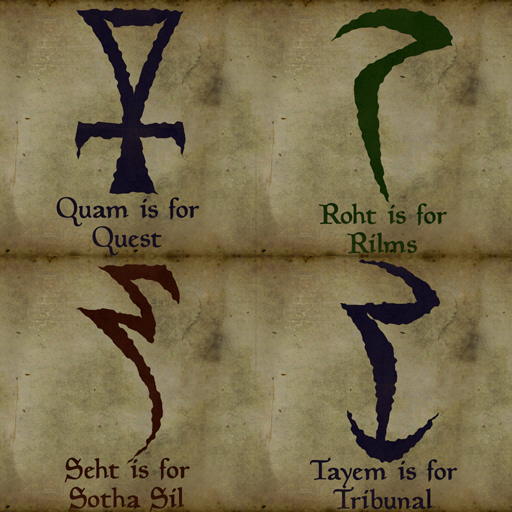 Quam is for
Quest
Roht is for
Rilms
Seht is for
Sotha Sil
Tayem is for
Tribunal